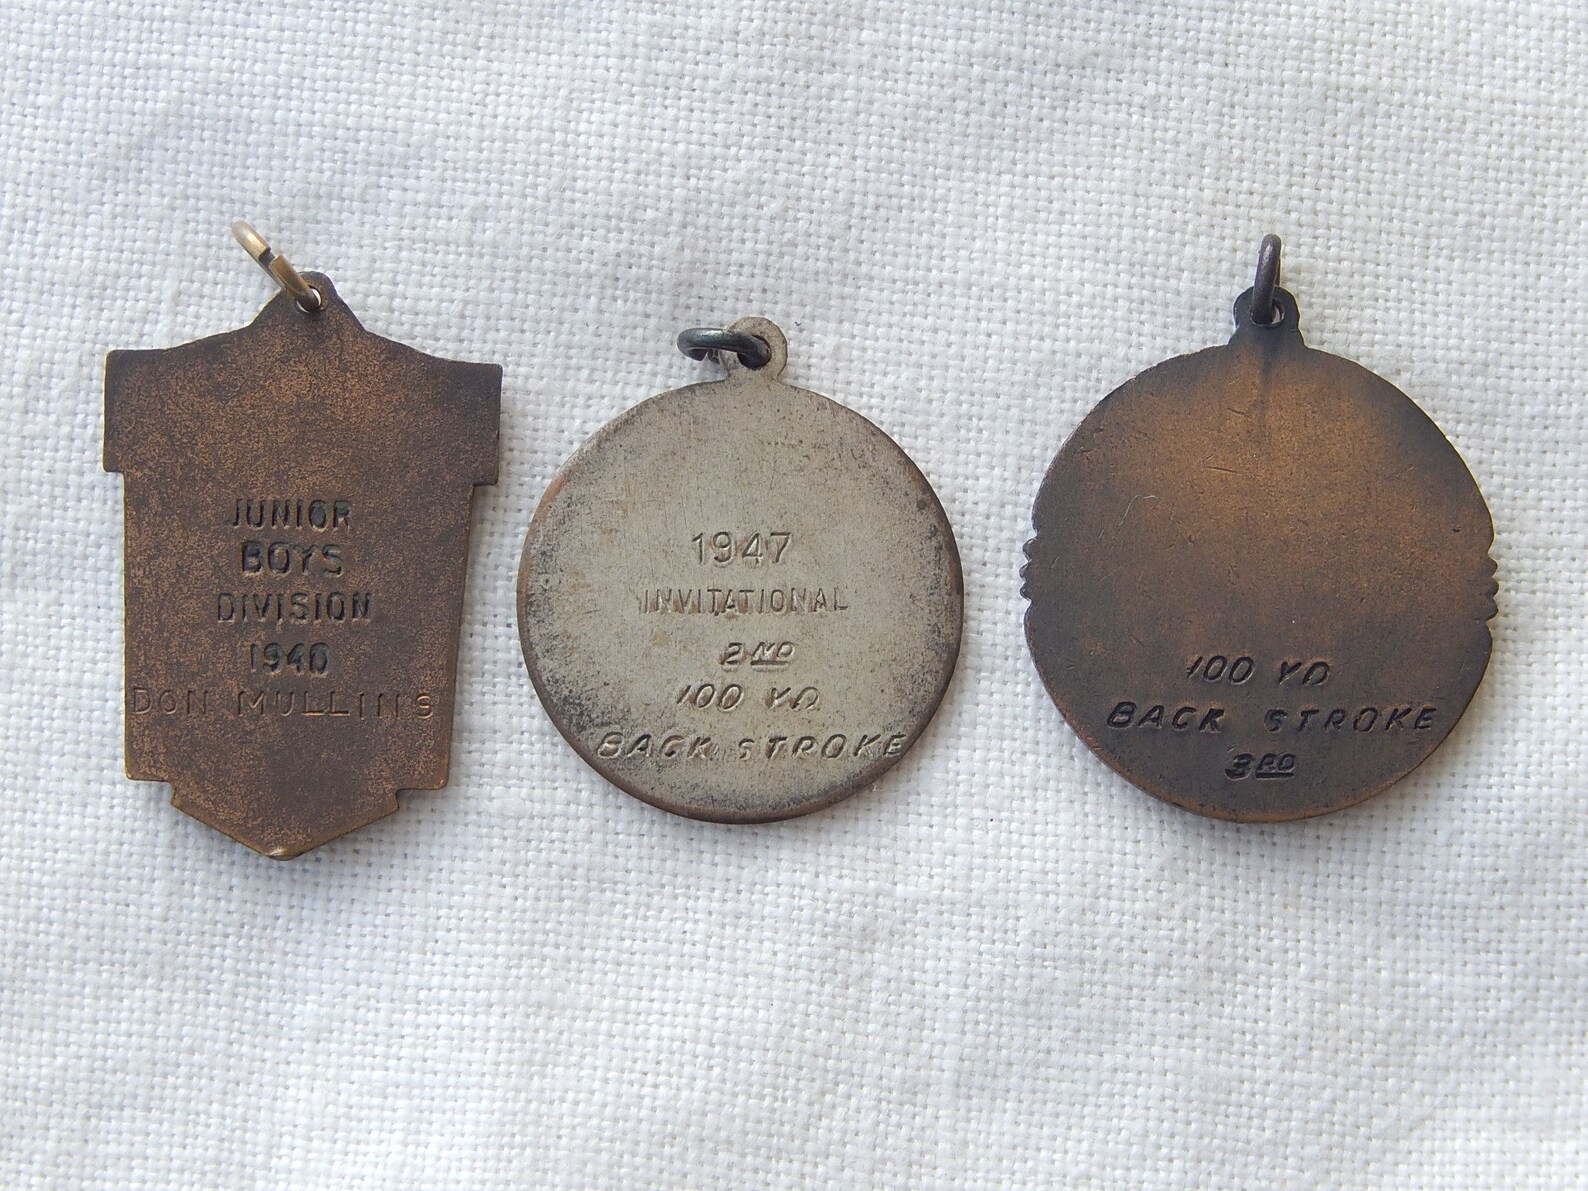 JUNIOR
BOYS
DIVISION
1940
DON MULLINS
1947
INVITATIONAL
2ND
100 YD
BACK STROKE
100 YD
BACK STROKE
3RD